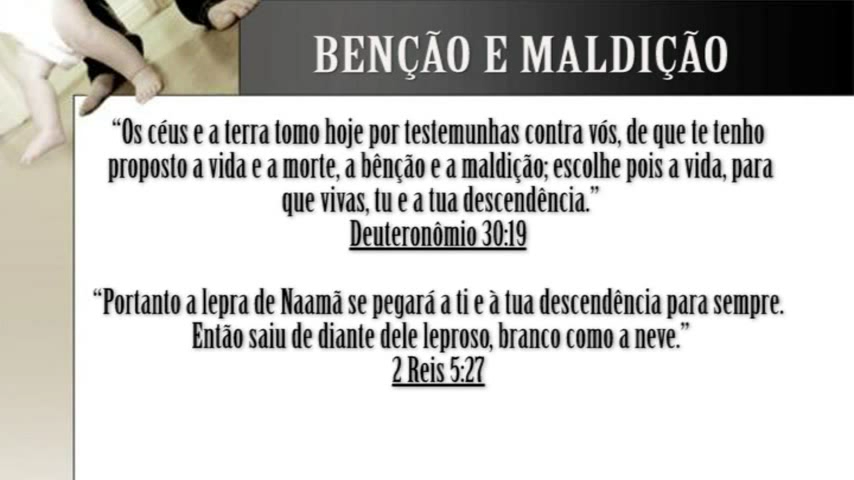 BENÇÃO E MALDIÇÃO
“Os céus e a terra tomo hoje por testemunhas contra vós, de que te tenho
proposto a vida e a morte, a bênção e a maldição; escolhe pois a vida, para
que vivas, tu e a tua descendência.”
Deuteronômio 30:19
“Portanto a lepra de Naamã se pegará a ti e à tua descendência para sempre.
Então saiu de diante dele leproso, branco como a neve.”
2 Reis 5:27